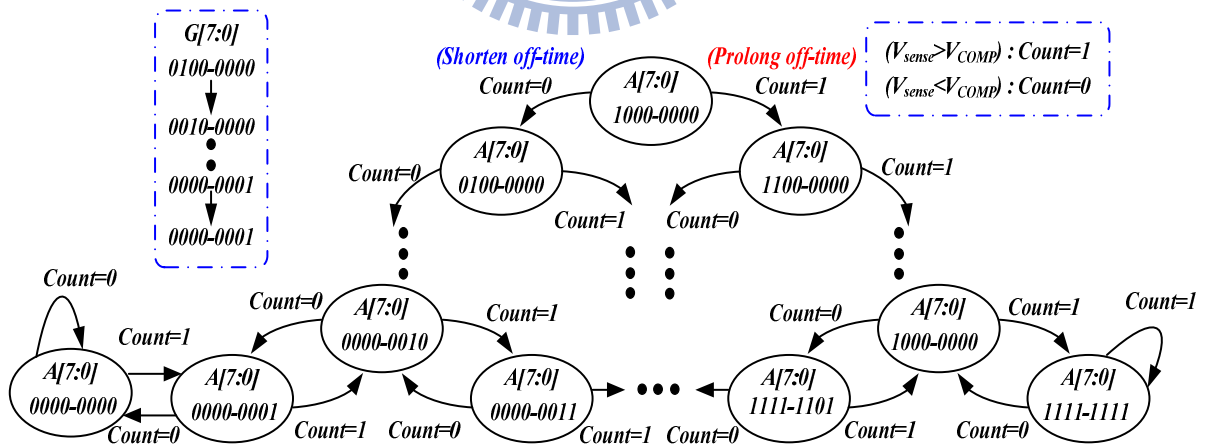 G[7:0]
0100-0000
0010-0000
0000-0001
0000-0001
(Shorten off-time)
(Prolong off-time)
(Vsense>VCOMP) : Count=1
(Vsense<VCOMP) : Count=0
Count=0
A[7:0]
1000-0000
Count=1
Count=0
A[7:0]
0100-0000
Count=1
Count=0
A[7:0]
1100-0000
Count=1
Count=0
Count=1
Count=0
A[7:0]
0000-0010
Count=1
Count=0
A[7:0]
1000-0000
Count=1
Count=1
A[7:0]
0000-0000
A[7:0]
0000-0001
A[7:0]
0000-0011
A[7:0]
1111-1101
A[7:0]
1111-1111
Count=0
Count=1
Count=0
Count=1
Count=0
Count=1
Count=0